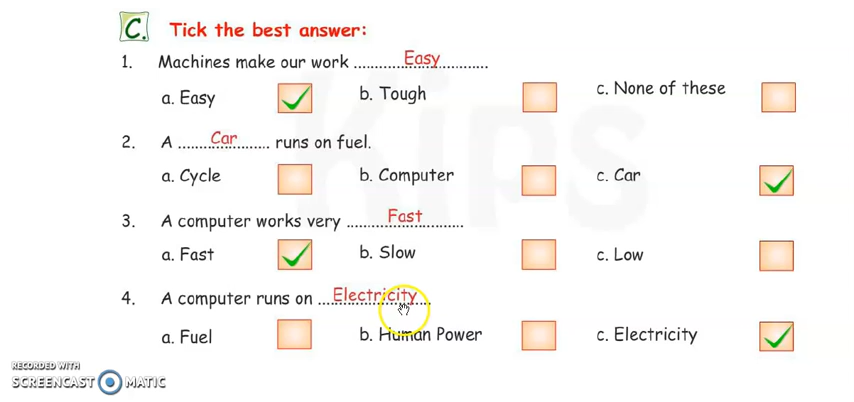 C. Tick the best answer:
1. Machines make our work ........Easy........
a. Easy b. Tough c. None of these
2. A ........Car........ runs on fuel.
a. Cycle b. Computer c. Car
3. A computer works very ........Fast........
a. Fast b. Slow c. Low
4. A computer runs on ........Electricity........
a. Fuel b. Human Power c. Electricity
Kips
RECORDED WITH
SCREENCAST MATIC